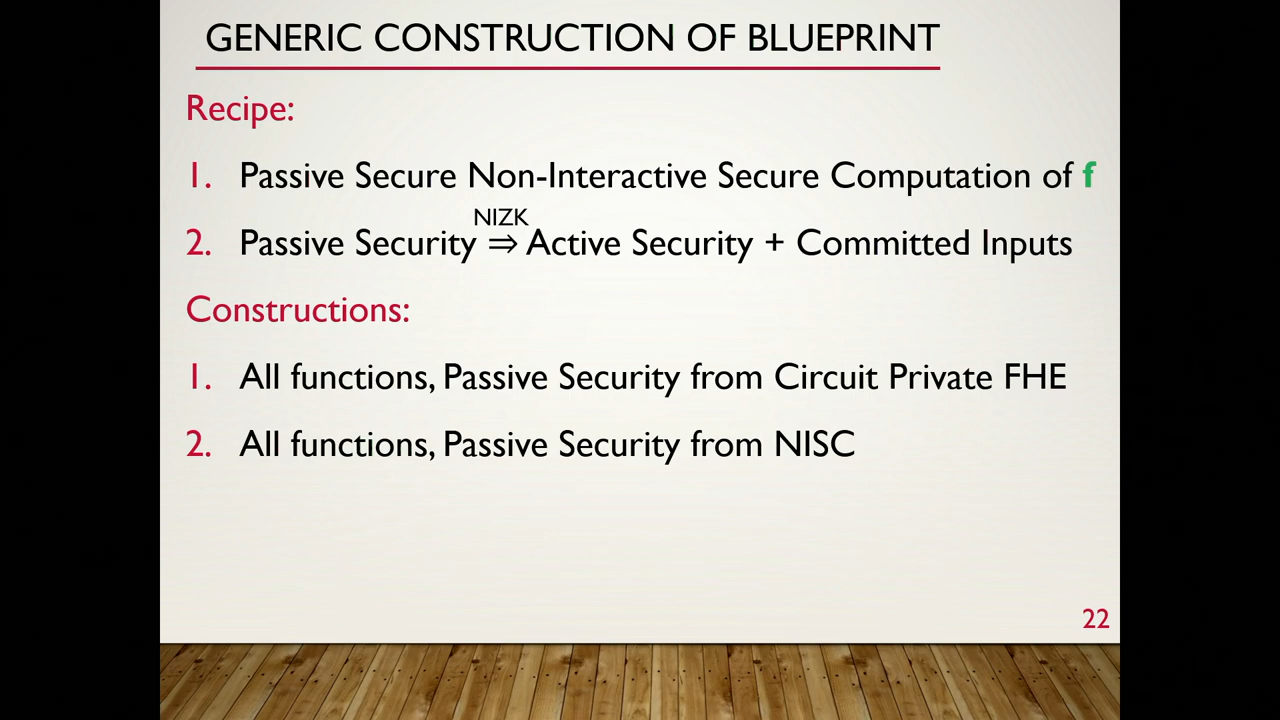 GENERIC CONSTRUCTION OF BLUEPRINT
Recipe:
1. Passive Secure Non-Interactive Secure Computation of f
NIZK
2. Passive Security ⇒ Active Security + Committed Inputs
Constructions:
1. All functions, Passive Security from Circuit Private FHE
2. All functions, Passive Security from NISC
22